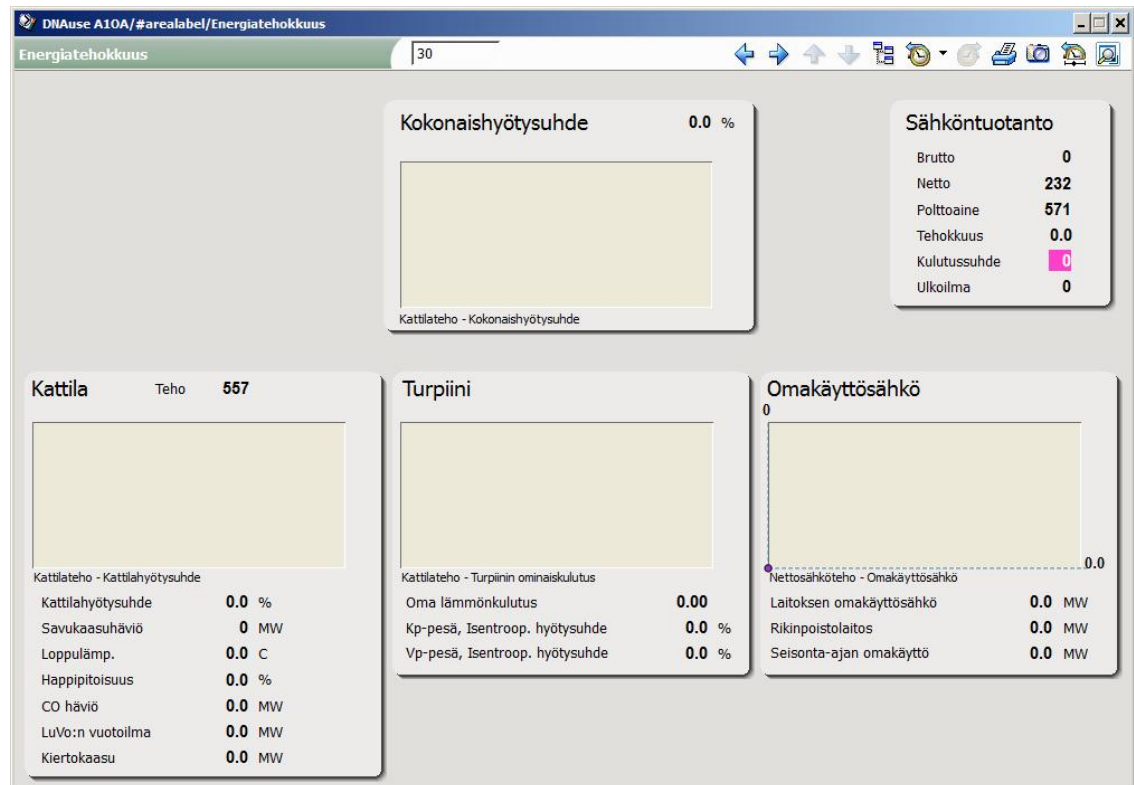 DNAuse A10A/#arealabel/Energiatehokkuus
Energiatehokkuus 30
Kokonaishyötysuhde 0.0 %
Kattilateho - Kokonaishyötysuhde
Sähköntuotanto
Brutto 0
Netto 232
Polttoaine 571
Tehokkuus 0.0
Kulutussuhde 0
Ulkoilma 0
Kattila Teho 557
Kattilateho - Kattilahyötysuhde
Kattilahyötysuhde 0.0 %
Savukaasuhäviö 0 MW
Loppulämp. 0.0 C
Happipitoisuus 0.0 %
CO häviö 0.0 MW
LuVo:n vuotoilma 0.0 MW
Kiertokaasu 0.0 MW
Turpiini
Kattilateho - Turpiinin ominaiskulutus
Oma lämmönkulutus 0.00
Kp-pesä, Isentroop. hyötysuhde 0.0 %
Vp-pesä, Isentroop. hyötysuhde 0.0 %
Omakäyttösähkö
0
0.0
Nettosähköteho - Omakäyttösähkö
Laitoksen omakäyttösähkö 0.0 MW
Rikinpoistolaitos 0.0 MW
Seisonta-ajan omakäyttö 0.0 MW